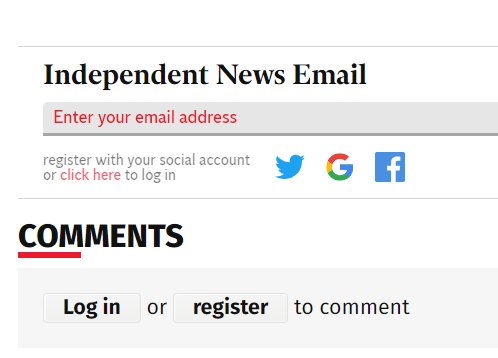 Independent News Email
Enter your email address
register with your social account
or click here to log in
COMMENTS
Log in or register to comment